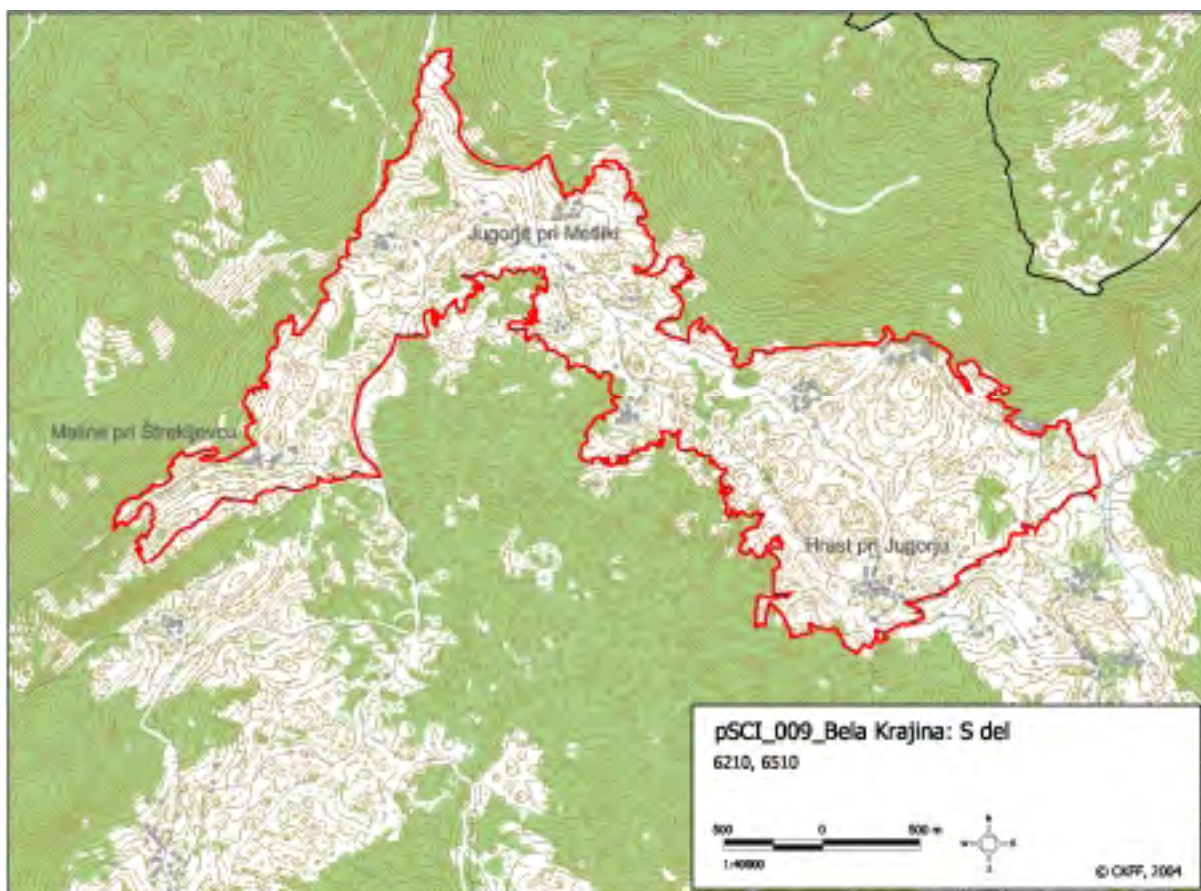 Jugorje pri Metliki
Maline pri Štrekljevcu
Hrast pri Jugorju
pSCI_009_Bela Krajina: S del
6210, 6510
500 0 500 m
1:40000
© CKFF, 2004